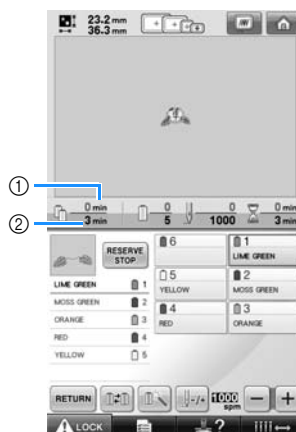 23.2 mm
36.3 mm
①
②
0 min
3 min
0
5
0
1000
0 min
3 min
RESERVE STOP
LIME GREEN 1
MOSS GREEN 2
ORANGE 3
RED 4
YELLOW 5
6
1
LIME GREEN
5
YELLOW
2
MOSS GREEN
4
RED
3
ORANGE
RETURN
-/+
1000
spm
−
+
LOCK
?